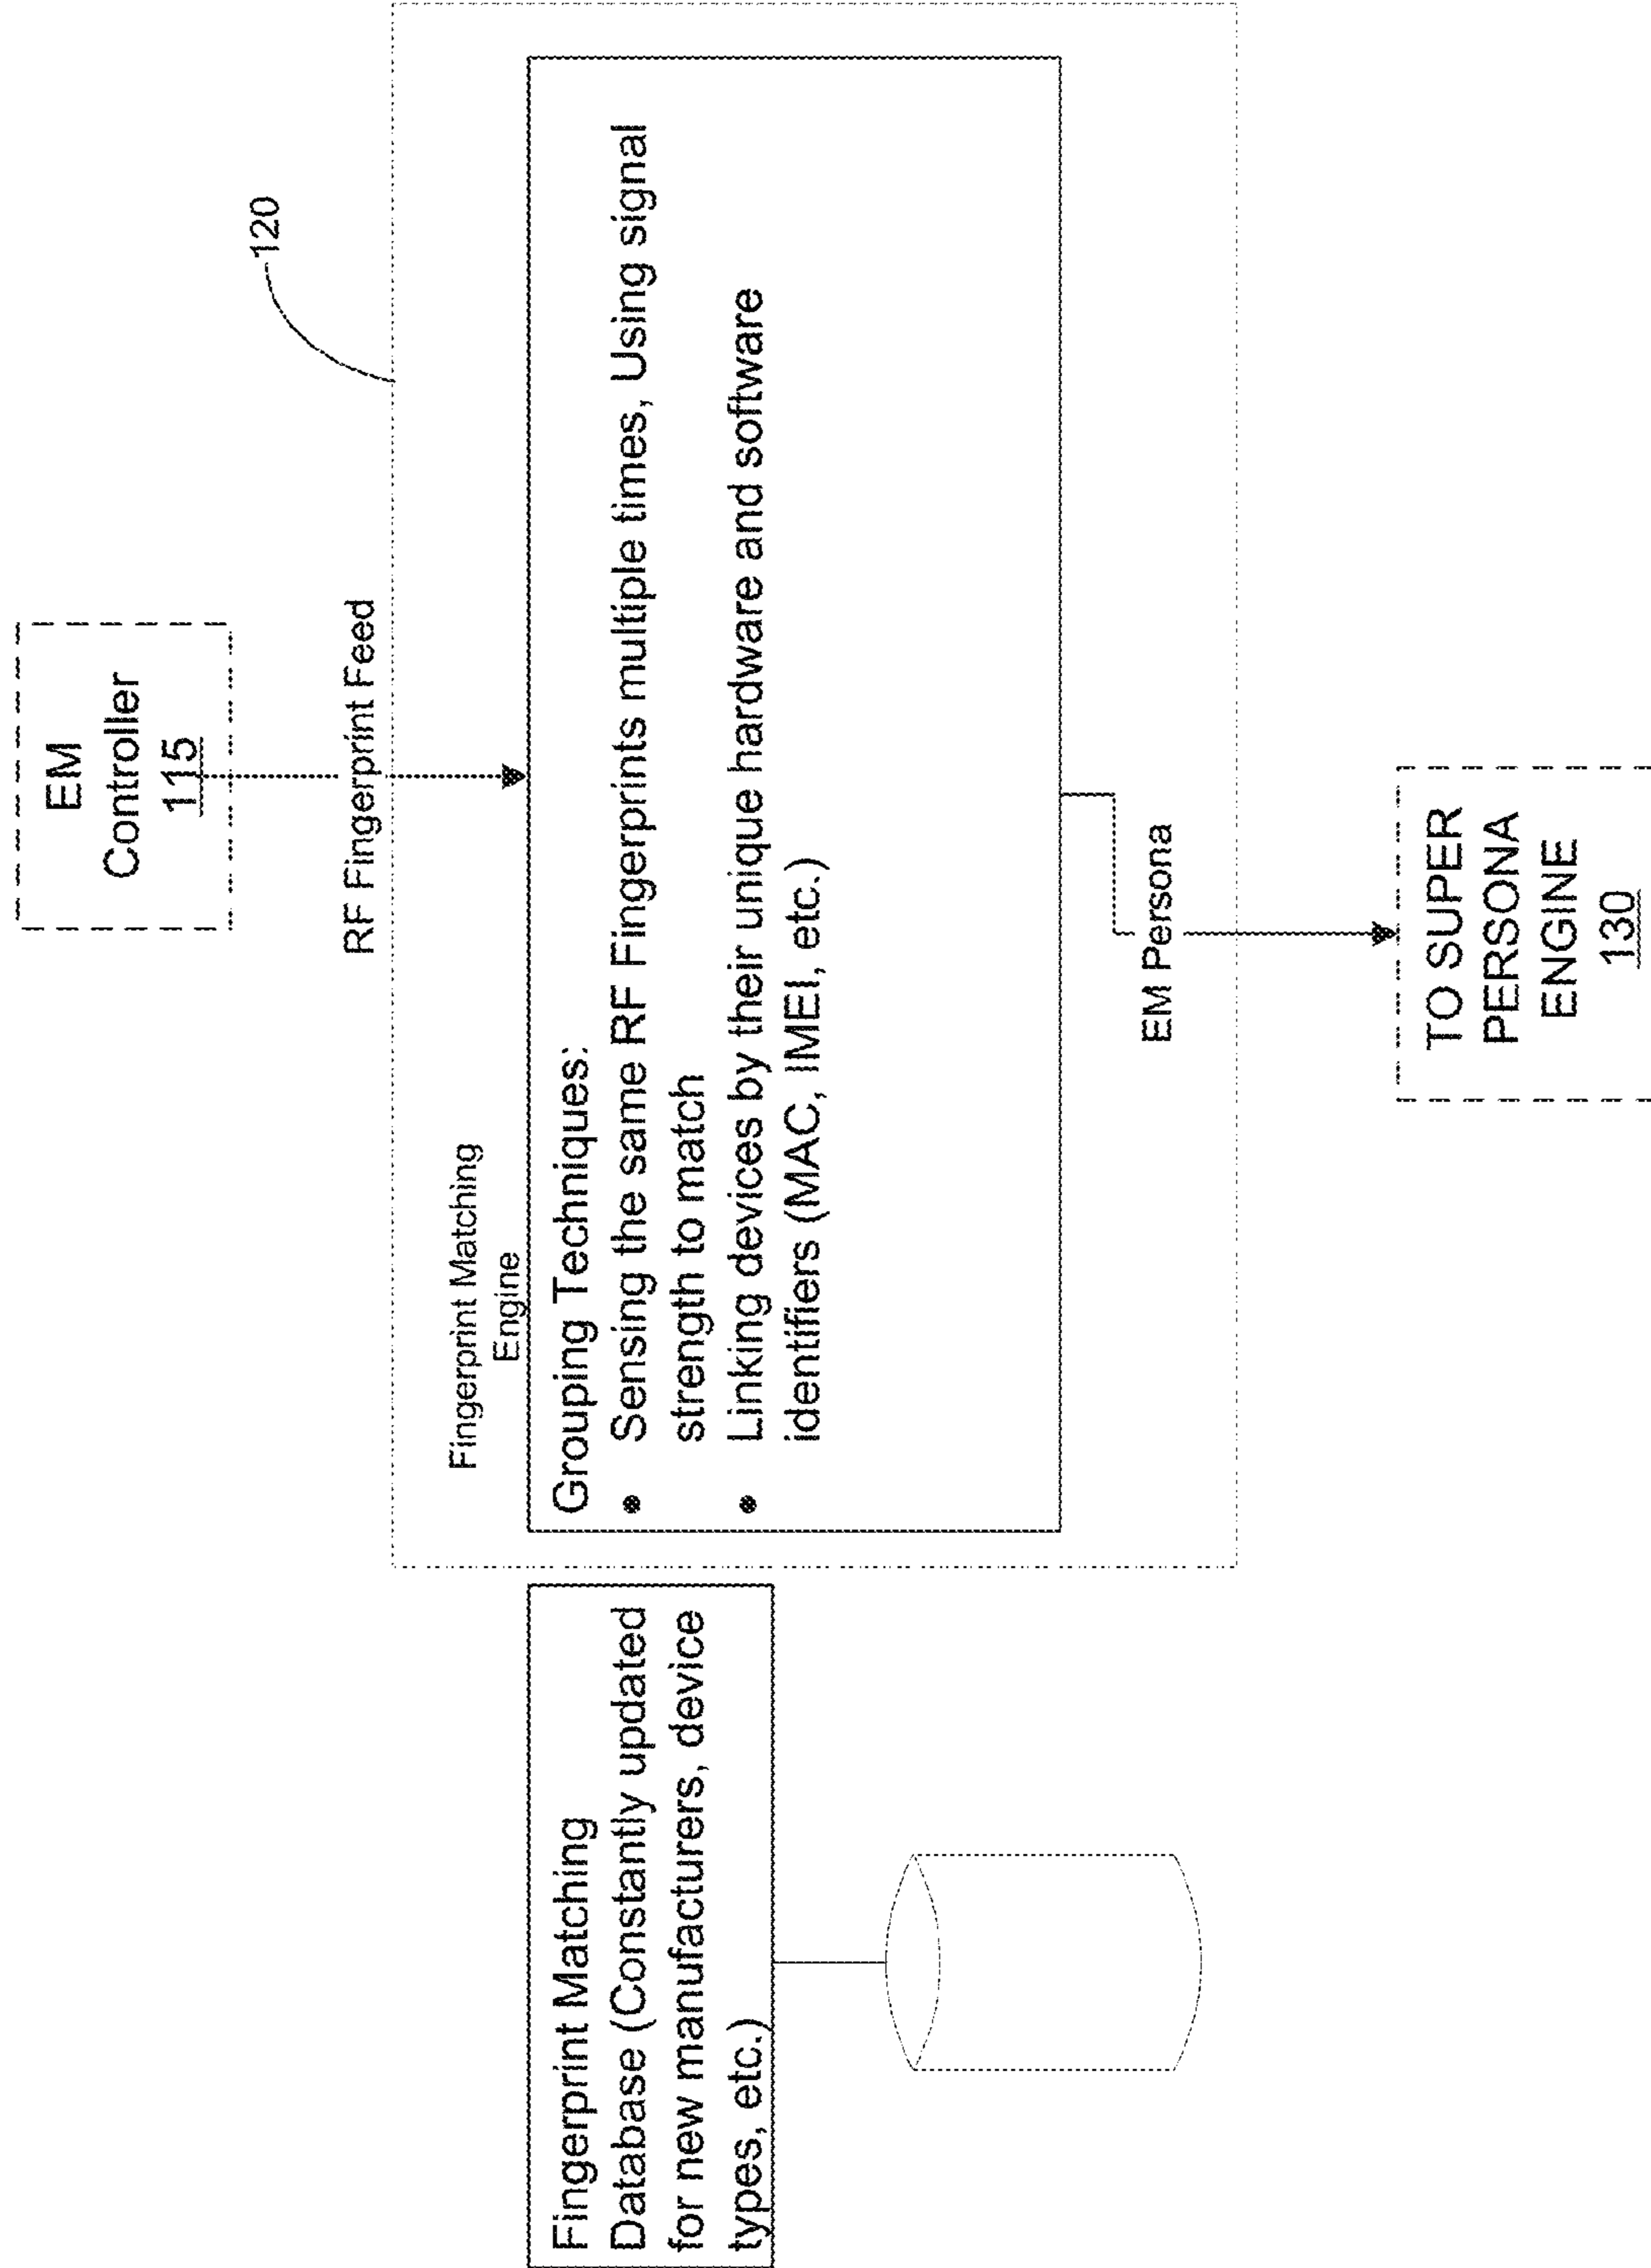 EM
Controller
115
RF Fingerprint Feed
120
Fingerprint Matching
Engine
Grouping Techniques:
• Sensing the same RF Fingerprints multiple times, Using signal
strength to match
• Linking devices by their unique hardware and software
identifiers (MAC, IMEI, etc.)
Fingerprint Matching
Database (Constantly updated
for new manufacturers, device
types, etc.)
EM Persona
TO SUPER
PERSONA
ENGINE
130